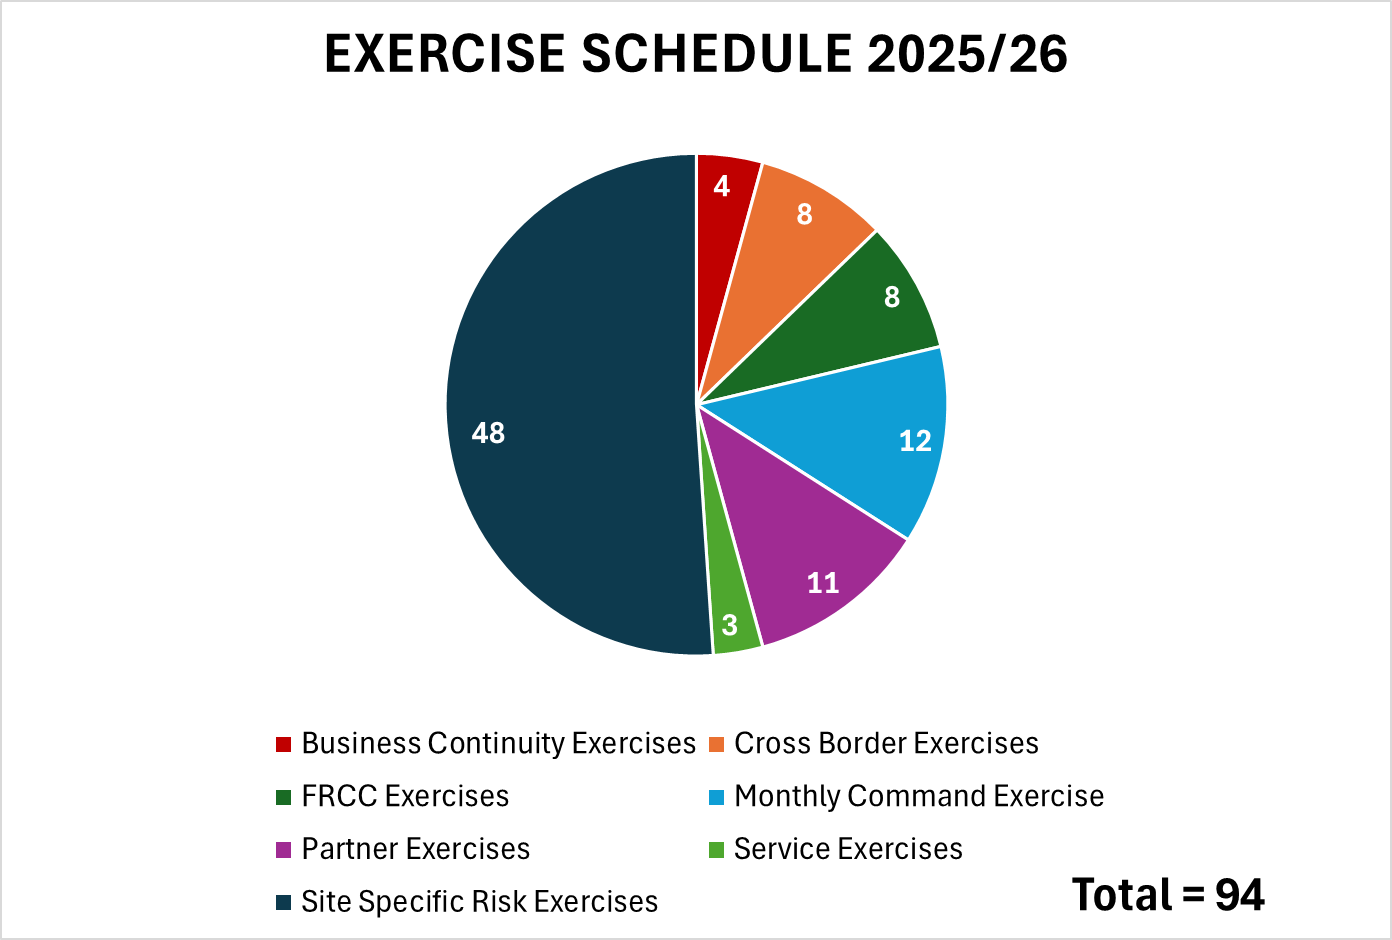 EXERCISE SCHEDULE 2025/26
4
8
8
12
11
3
48
Business Continuity Exercises
Cross Border Exercises
FRCC Exercises
Monthly Command Exercise
Partner Exercises
Service Exercises
Site Specific Risk Exercises
Total = 94